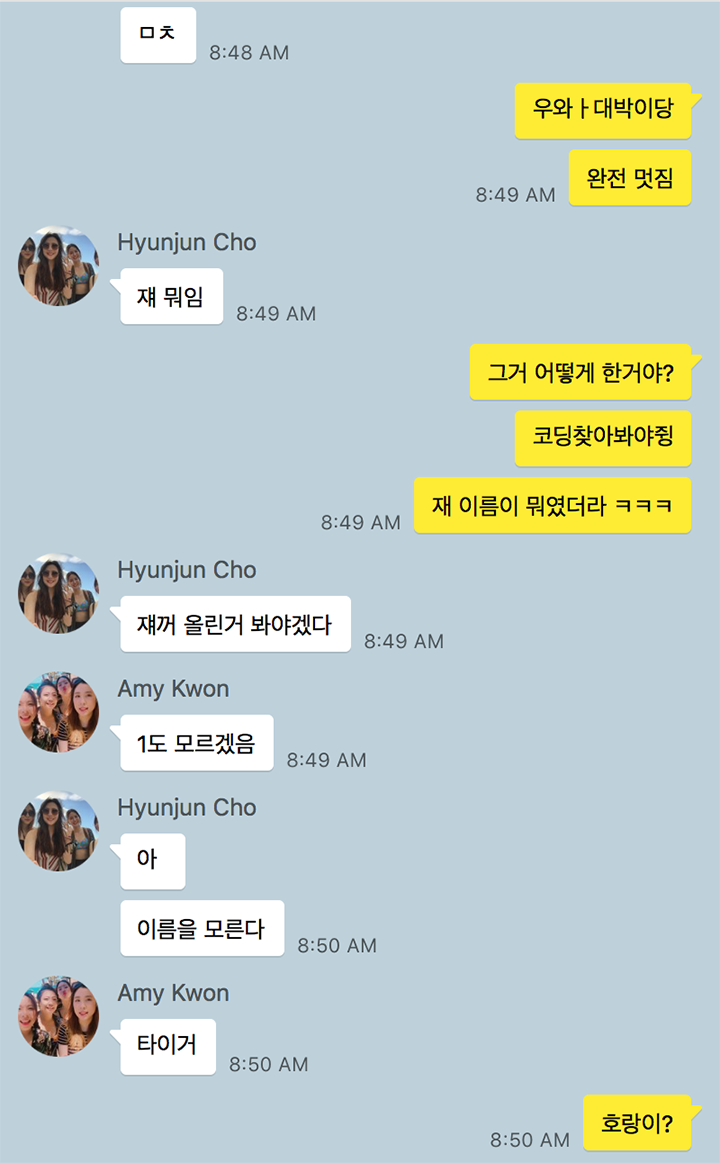 ㅁㅊ
8:48 AM
우와ㅏ대박이당
완전 멋짐
8:49 AM
Hyunjun Cho
쟤 뭐임
8:49 AM
그거 어떻게 한거야?
코딩찾아봐야쥥
재 이름이 뭐였더라 ㅋㅋㅋ
8:49 AM
Hyunjun Cho
쟤꺼 올린거 봐야겠다
8:49 AM
Amy Kwon
1도 모르겠음
8:49 AM
Hyunjun Cho
아
이름을 모른다
8:50 AM
Amy Kwon
타이거
8:50 AM
호랑이?
8:50 AM